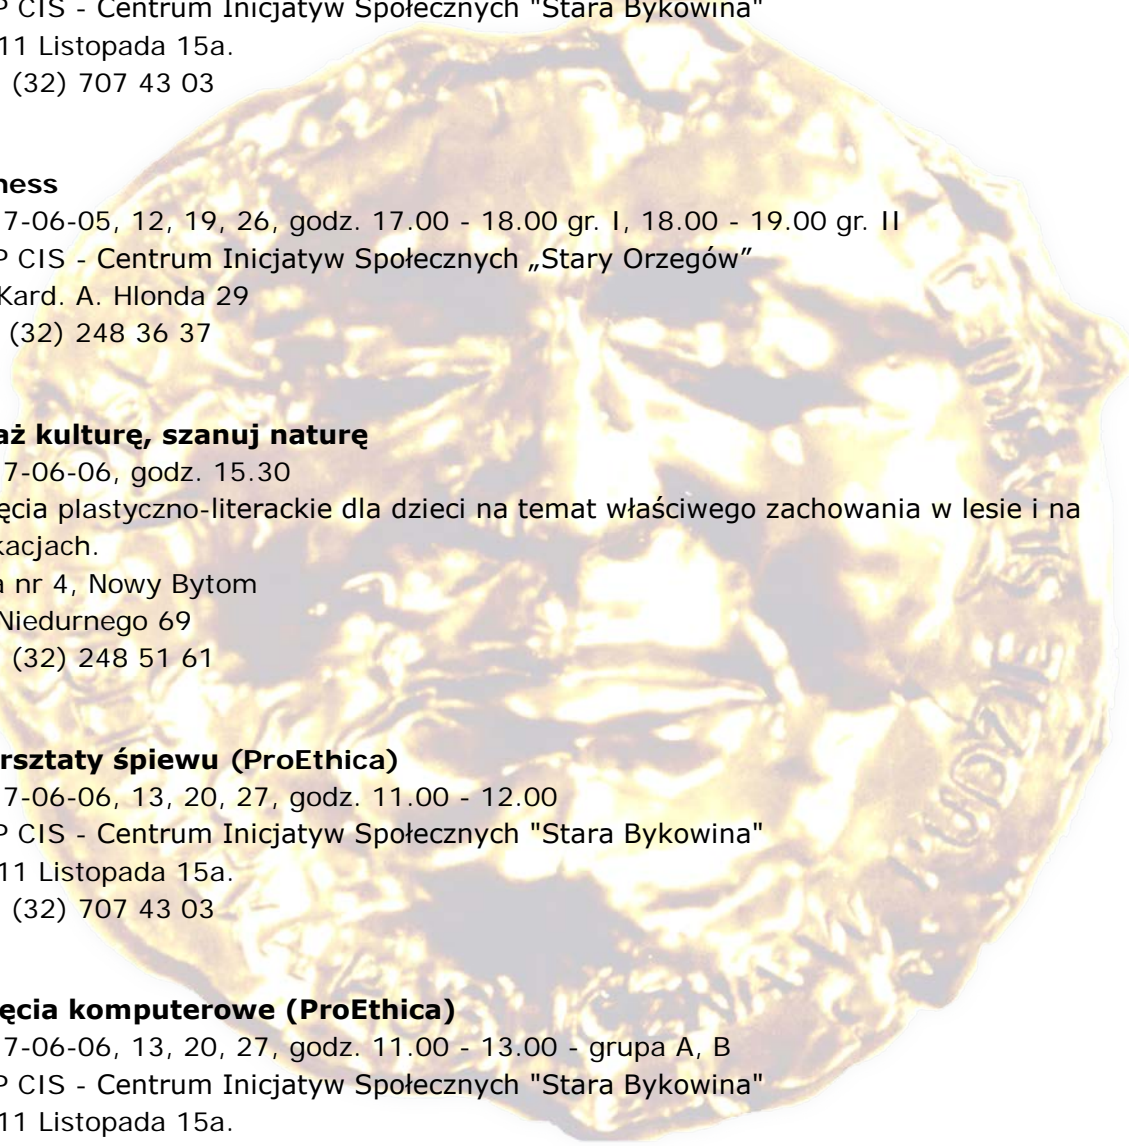 P CIS - Centrum Inicjatyw Społecznych "Stara Bykowina"
11 Listopada 15a.
(32) 707 43 03
ness
7-06-05, 12, 19, 26, godz. 17.00 - 18.00 gr. I, 18.00 - 19.00 gr. II
P CIS - Centrum Inicjatyw Społecznych „Stary Orzegów”
Kard. A. Hlonda 29
(32) 248 36 37
aż kulturę, szanuj naturę
7-06-06, godz. 15.30
ęcia plastyczno-literackie dla dzieci na temat właściwego zachowania w lesie i na
kacjach.
a nr 4, Nowy Bytom
Niedurnego 69
(32) 248 51 61
rsztaty śpiewu (ProEthica)
7-06-06, 13, 20, 27, godz. 11.00 - 12.00
P CIS - Centrum Inicjatyw Społecznych "Stara Bykowina"
11 Listopada 15a.
(32) 707 43 03
ęcia komputerowe (ProEthica)
7-06-06, 13, 20, 27, godz. 11.00 - 13.00 - grupa A, B
P CIS - Centrum Inicjatyw Społecznych "Stara Bykowina"
11 Listopada 15a.